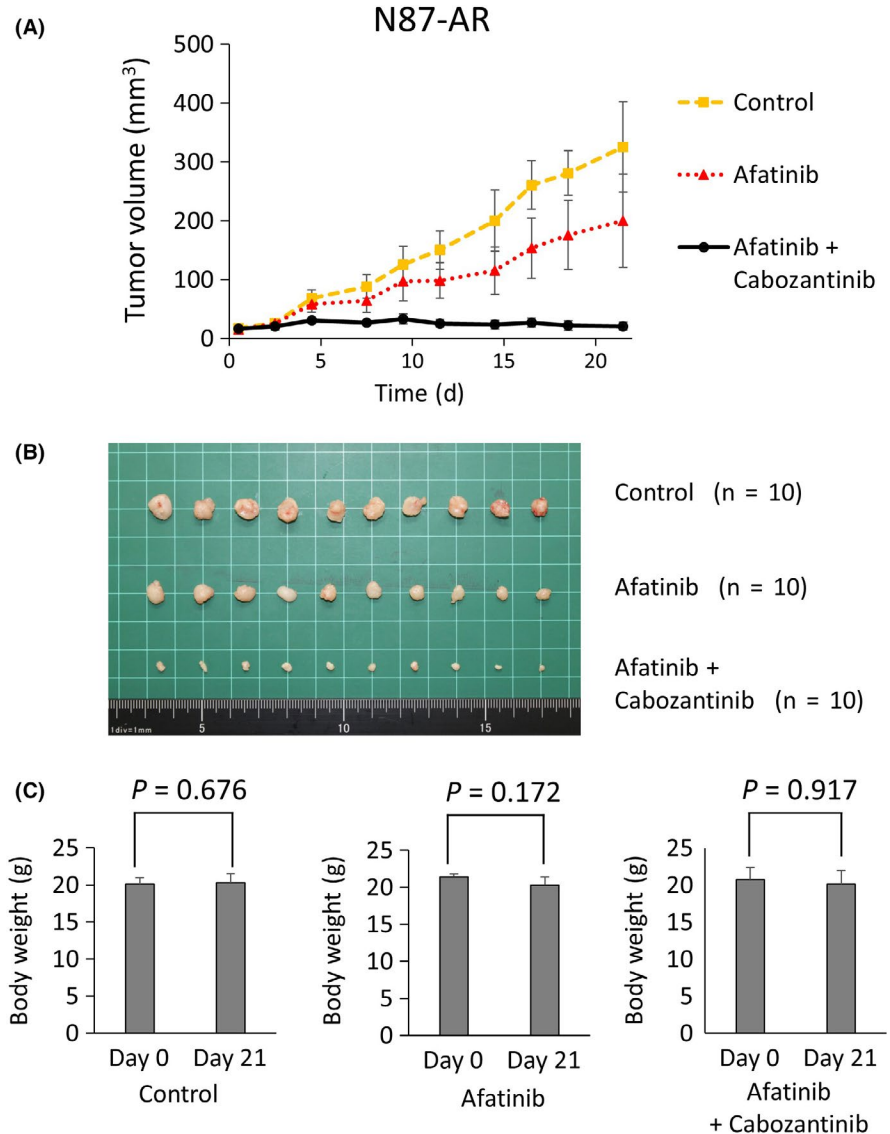 (A)
N87-AR
Tumor volume (mm³)
500
400
300
200
100
0
0
5
10
15
20
Time (d)
Control
Afatinib
Afatinib +
Cabozantinib
(B)
Control (n = 10)
Afatinib (n = 10)
Afatinib +
Cabozantinib (n = 10)
1div=1mm
5
10
15
(C)
P = 0.676
Body weight (g)
25
20
15
10
5
0
Day 0 Day 21
Control
P = 0.172
Body weight (g)
25
20
15
10
5
0
Day 0 Day 21
Afatinib
P = 0.917
Body weight (g)
25
20
15
10
5
0
Day 0 Day 21
Afatinib
+ Cabozantinib